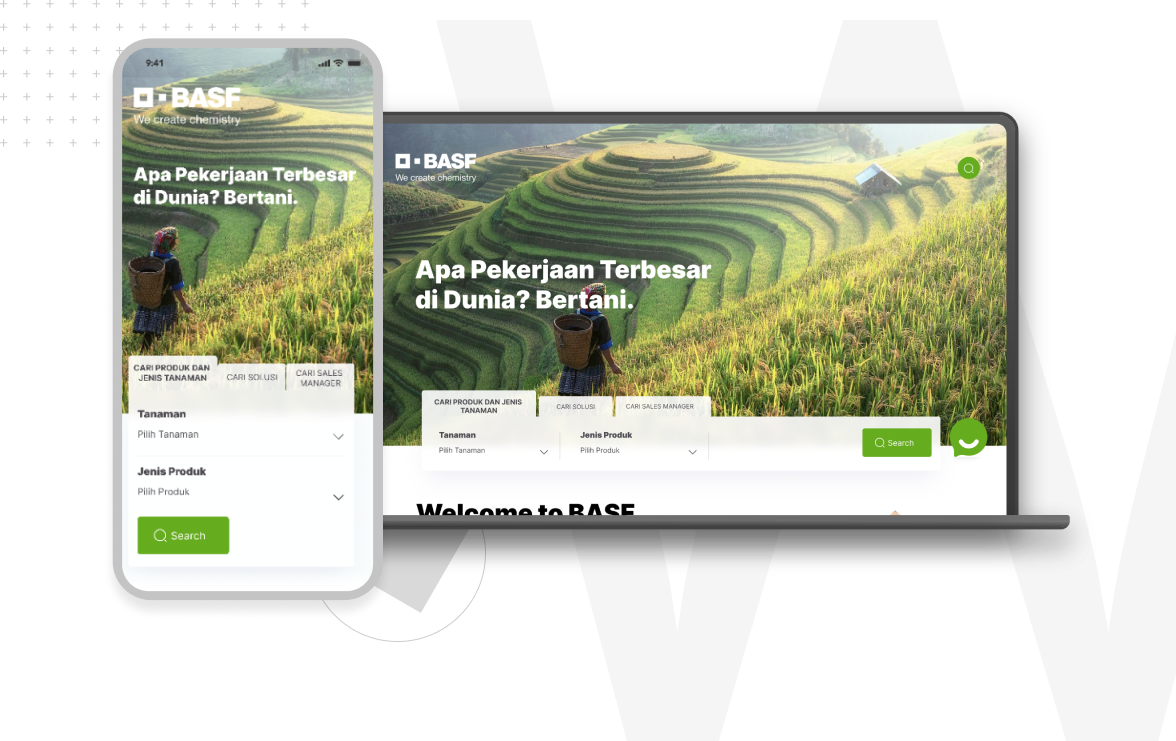 9:41
BASF
We create chemistry
Apa Pekerjaan Terbesar
di Dunia? Bertani.
CARI PRODUK DAN
JENIS TANAMAN
CARI SOLUSI
CARI SALES
MANAGER
Tanaman
Pilih Tanaman
Jenis Produk
Pilih Produk
Search
BASF
We create chemistry
Apa Pekerjaan Terbesar
di Dunia? Bertani.
CARI PRODUK DAN JENIS
TANAMAN
CARI SOLUSI
CARI SALES MANAGER
Tanaman
Pilih Tanaman
Jenis Produk
Pilih Produk
Search
Welcome to BASF